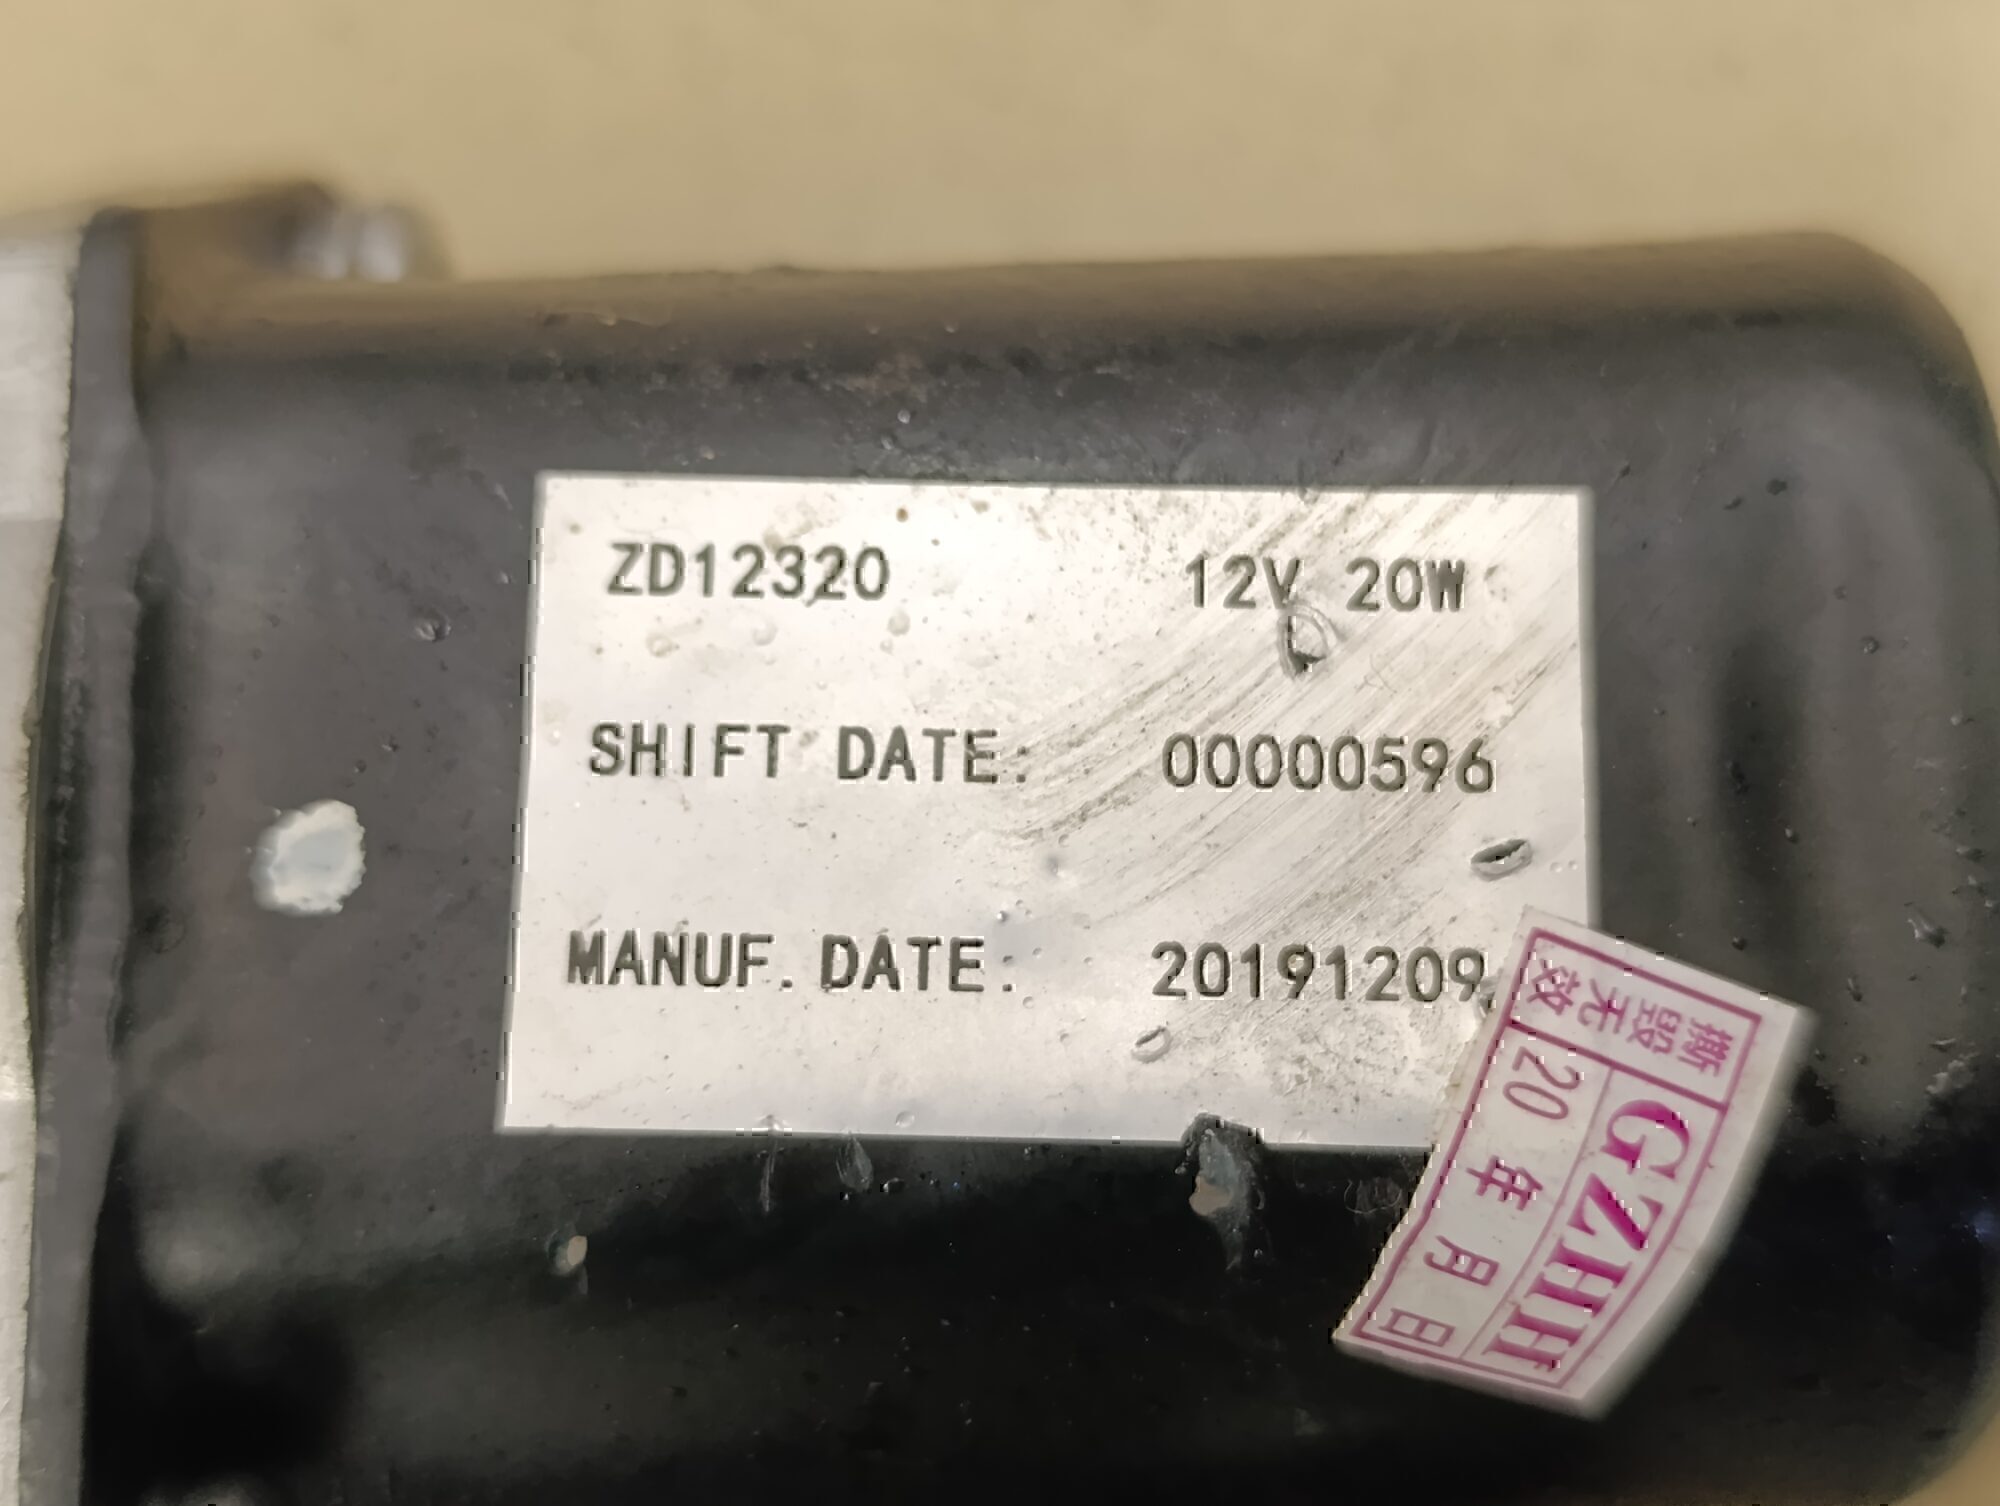 ZD12320 12V 20W
SHIFT DATE. 00000596
MANUF. DATE. 20191209
撕毁无效
GZHH
20 年 月 日